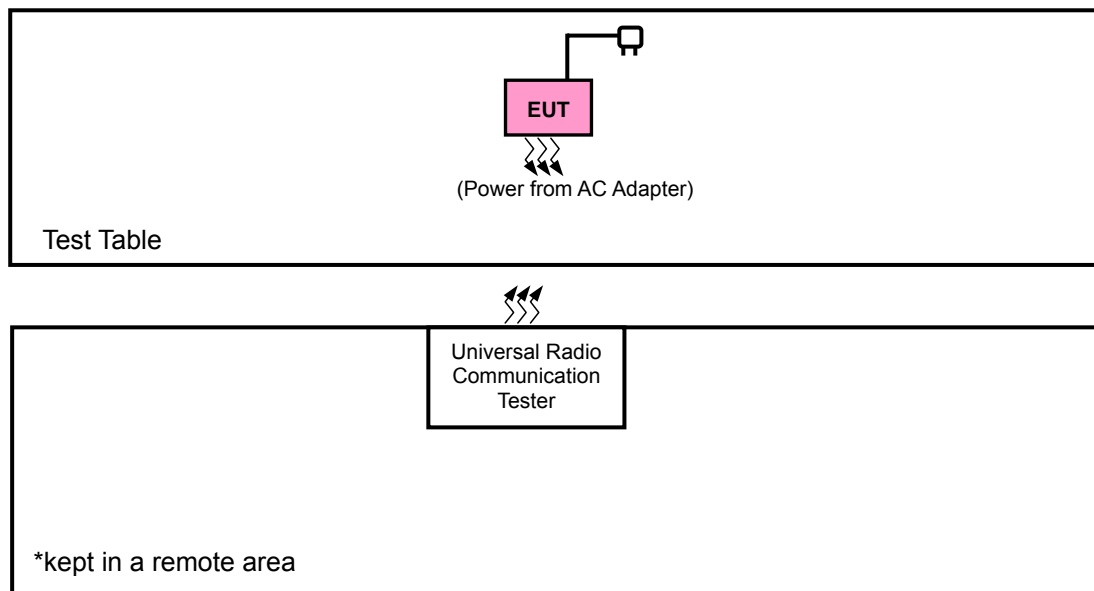 EUT
(Power from AC Adapter)
Test Table
Universal Radio
Communication
Tester
*kept in a remote area